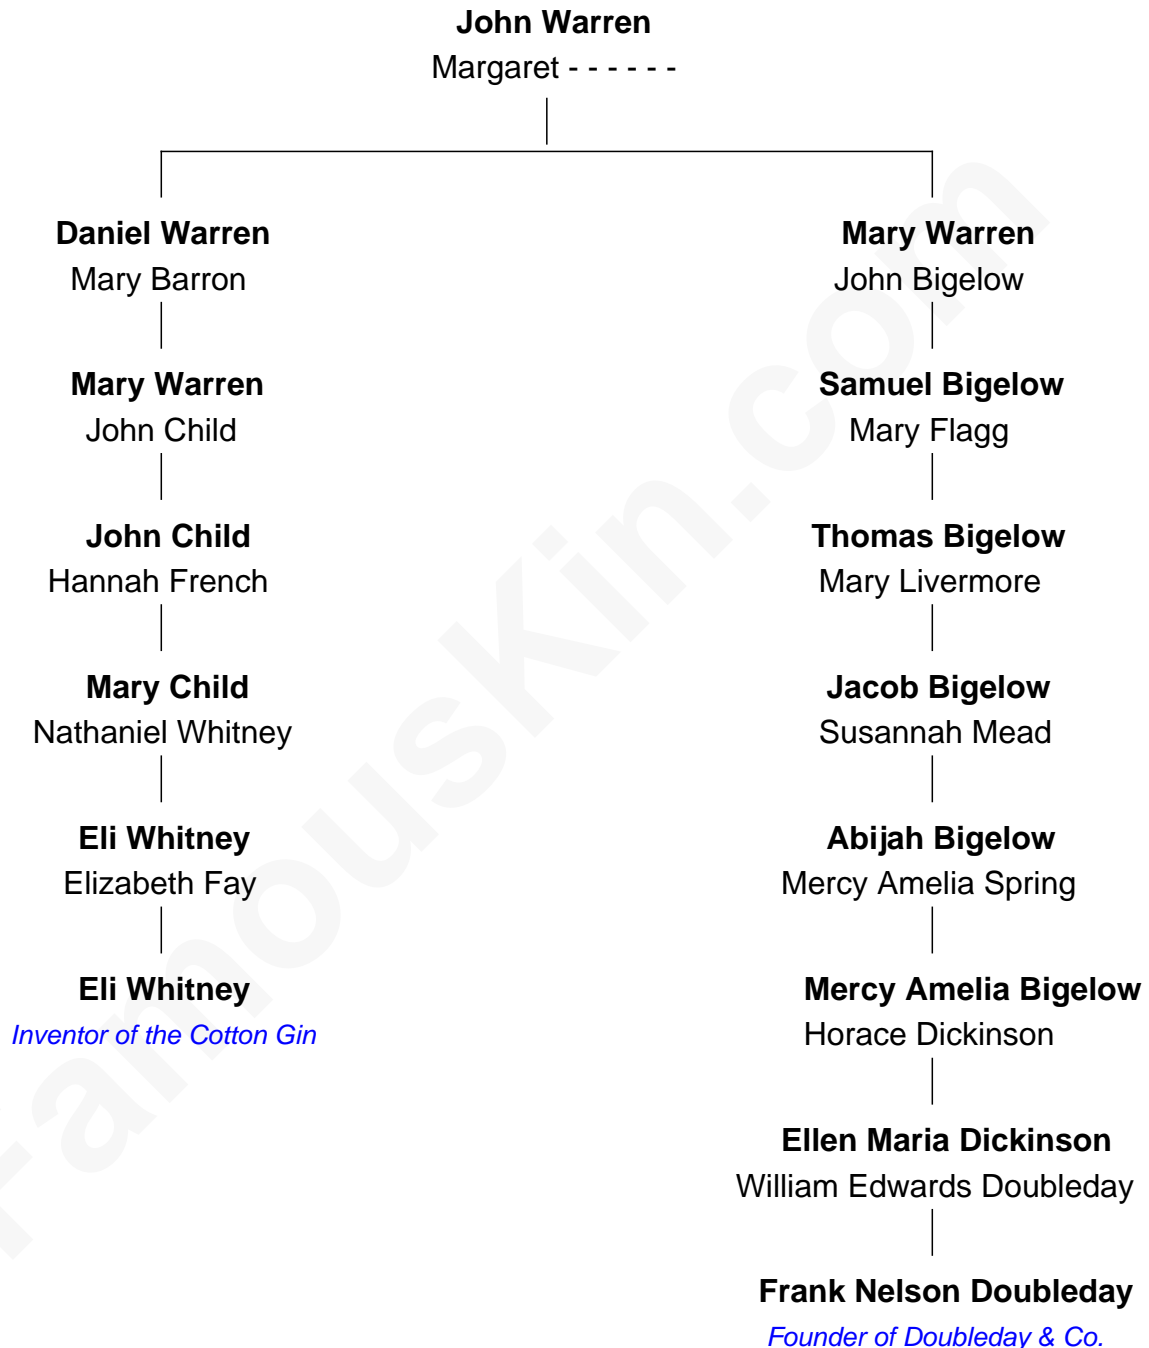 John Warren
Margaret - - - - - -
Daniel Warren
Mary Barron
Mary Warren
John Child
John Child
Hannah French
Mary Child
Nathaniel Whitney
Eli Whitney
Elizabeth Fay
Eli Whitney
Inventor of the Cotton Gin
Mary Warren
John Bigelow
Samuel Bigelow
Mary Flagg
Thomas Bigelow
Mary Livermore
Jacob Bigelow
Susannah Mead
Abijah Bigelow
Mercy Amelia Spring
Mercy Amelia Bigelow
Horace Dickinson
Ellen Maria Dickinson
William Edwards Doubleday
Frank Nelson Doubleday
Founder of Doubleday & Co.
FamousKin.com